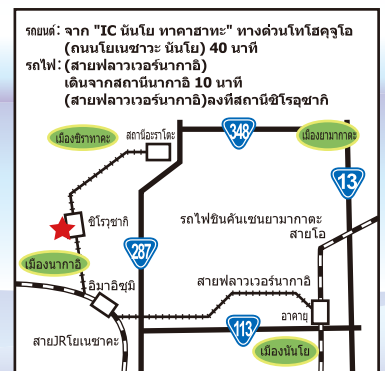 รถยนต์: จาก "IC นันโย ทาคาฮาทะ" ทางด่วนโทโฮคุจูโอ
(ถนนโยเนซาวะ นันโย) 40 นาที
รถไฟ: (สายฟลาวเวอร์นากาอิ)
เดินจากสถานีนากาอิ 10 นาที
(สายฟลาวเวอร์นากาอิ)ลงที่สถานีชิโรอุซากิ
เมืองชิราทาคะ
สถานีอะราโตะ
348
เมืองยามากาตะ
13
ชิโรวุซากิ
รถไฟชินคันเซนยามากาตะ
สายโอ
287
เมืองนากาอิ
อิมาอิซุมิ
สายฟลาวเวอร์นากาอิ
อาคายุ
สายJRโยเนซาคะ
113
เมืองนันโย